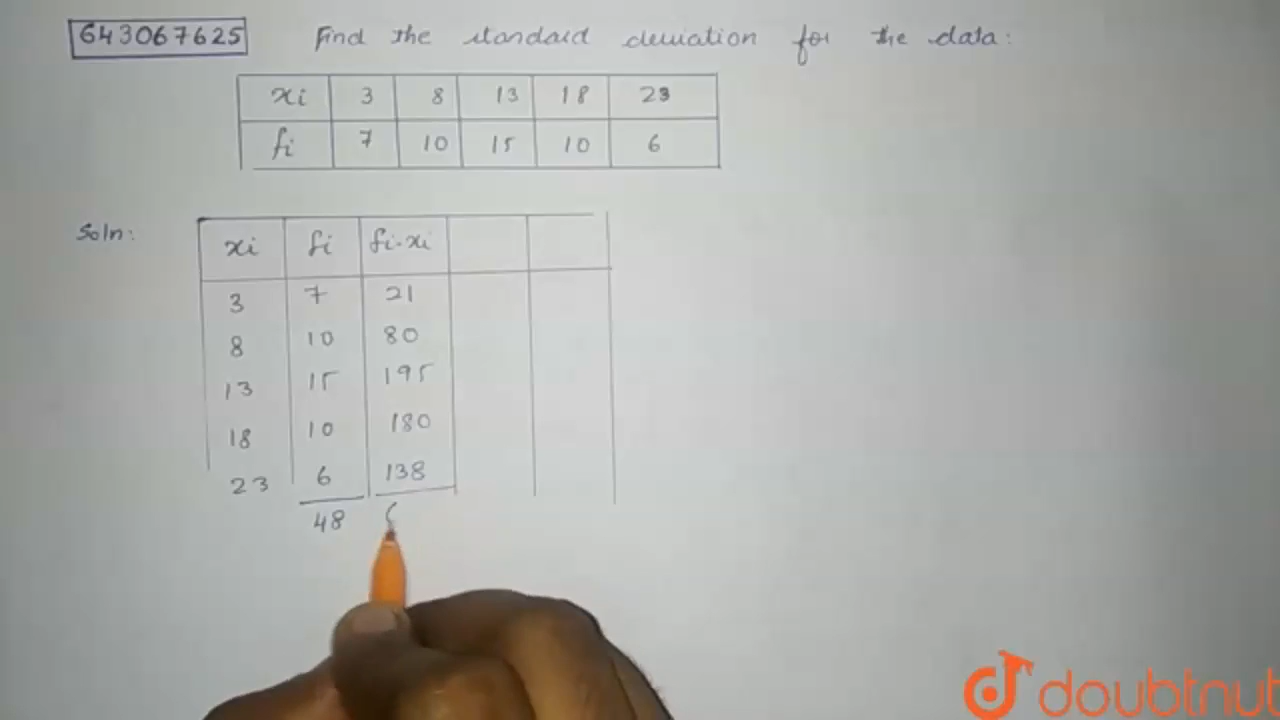 643067625 Find the standard deviation for the data:
xi 3 8 13 18 23
fi 7 10 15 10 6
Soln:
xi fi fi·xi
3 7 21
8 10 80
13 15 195
18 10 180
23 6 138
48
doubtnut